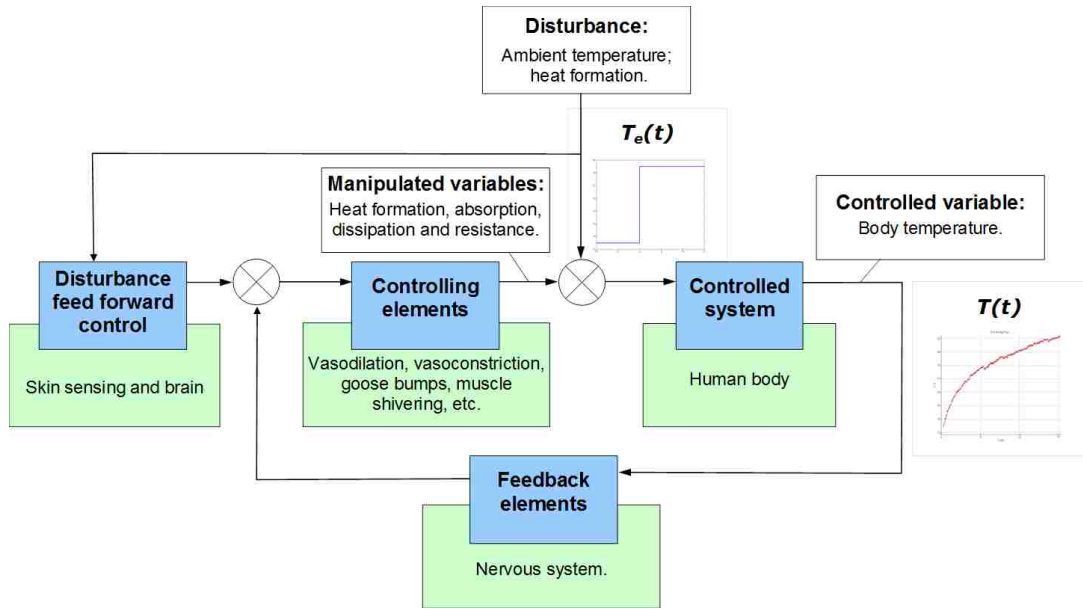 Disturbance:
Ambient temperature;
heat formation.
Te(t)
Manipulated variables:
Heat formation, absorption,
dissipation and resistance.
Controlled variable:
Body temperature.
Disturbance
feed forward
control
Skin sensing and brain
Controlling
elements
Vasodilation, vasoconstriction,
goose bumps, muscle
shivering, etc.
Controlled
system
Human body
T(t)
Feedback
elements
Nervous system.